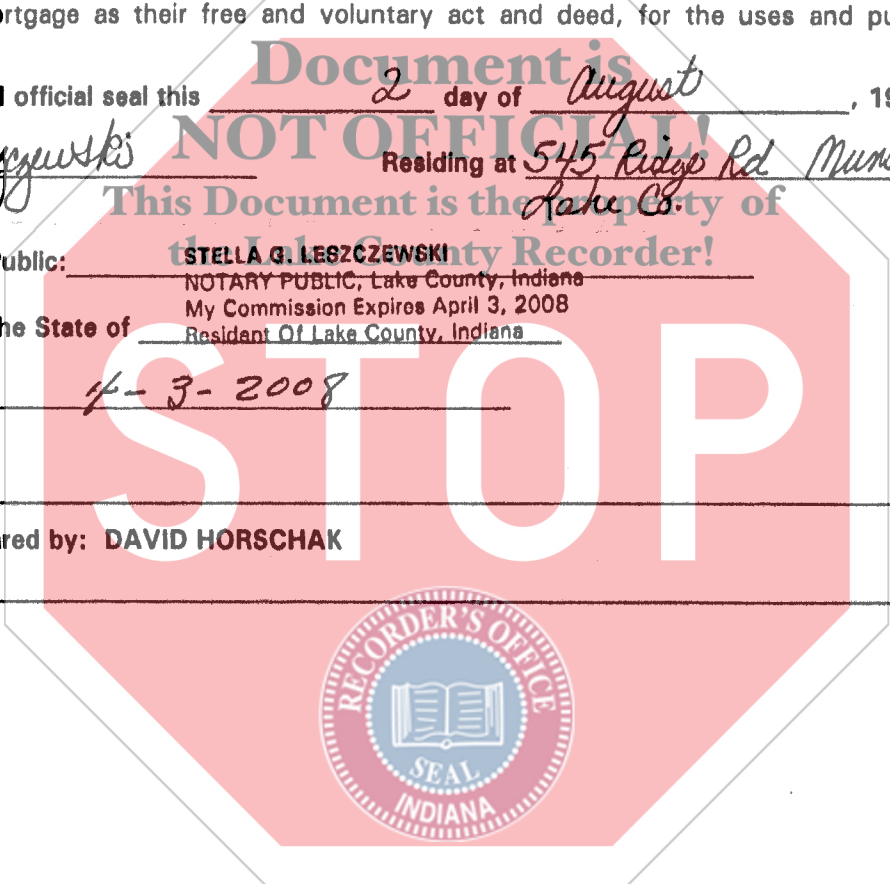 rtgage as their free and voluntary act and deed, for the uses and pu
Document is
official seal this 2 day of August, 19
NOT OFFICIAL!
czewski Residing at 545 Ridge Rd Muns
This Document is the property of
Lake Co.
the Lake County Recorder!
ublic: STELLA G. LESZCZEWSKI
NOTARY PUBLIC, Lake County, Indiana
My Commission Expires April 3, 2008
he State of Resident Of Lake County, Indiana
4-3-2008
STOP
red by: DAVID HORSCHAK
RECORDER'S OFFICE
SEAL
INDIANA